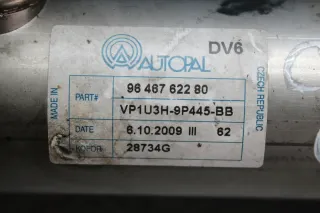 AUTOPAL
DV6
MADE IN
CZECH REPUBLIC
96 467 622 80
PART#
VP1U3H-9P445-BB
DATE
6.10.2009 III
62
28734G